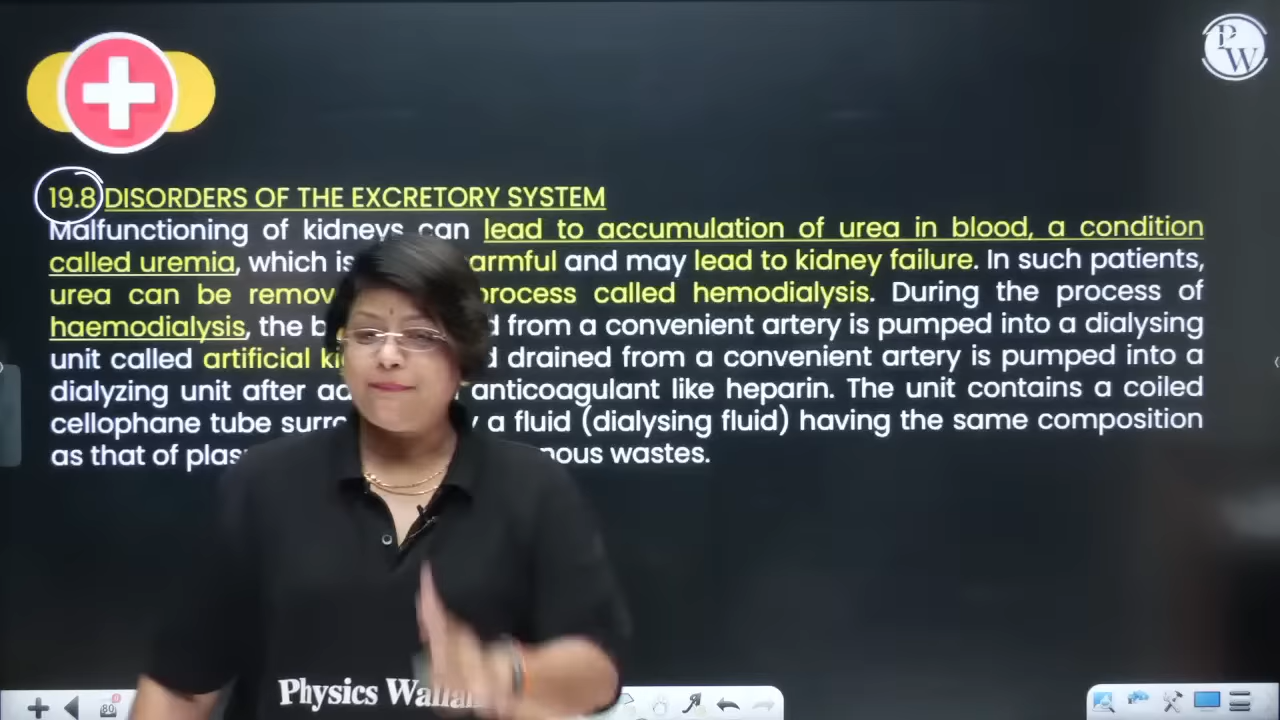 PW
19.8 DISORDERS OF THE EXCRETORY SYSTEM
Malfunctioning of kidneys can lead to accumulation of urea in blood, a condition
called uremia, which is armful and may lead to kidney failure. In such patients,
urea can be remov process called hemodialysis. During the process of
haemodialysis, the b d from a convenient artery is pumped into a dialysing
unit called artificial ki d drained from a convenient artery is pumped into a
dialyzing unit after ad anticoagulant like heparin. The unit contains a coiled
cellophane tube surro y a fluid (dialysing fluid) having the same composition
as that of plas nous wastes.
Physics Walla
80